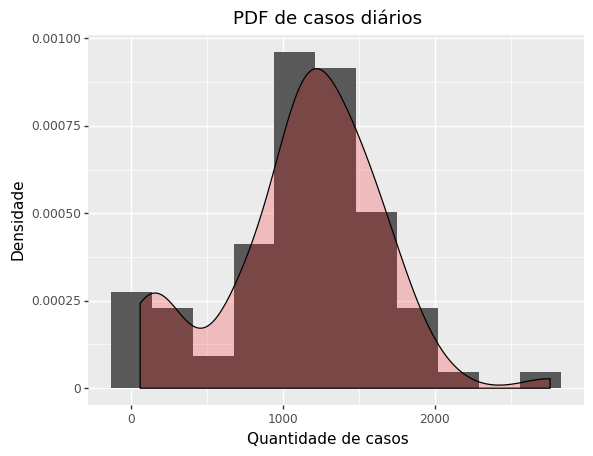 PDF de casos diários
0.00100
0.00075
0.00050
0.00025
0
Densidade
0 1000 2000
Quantidade de casos